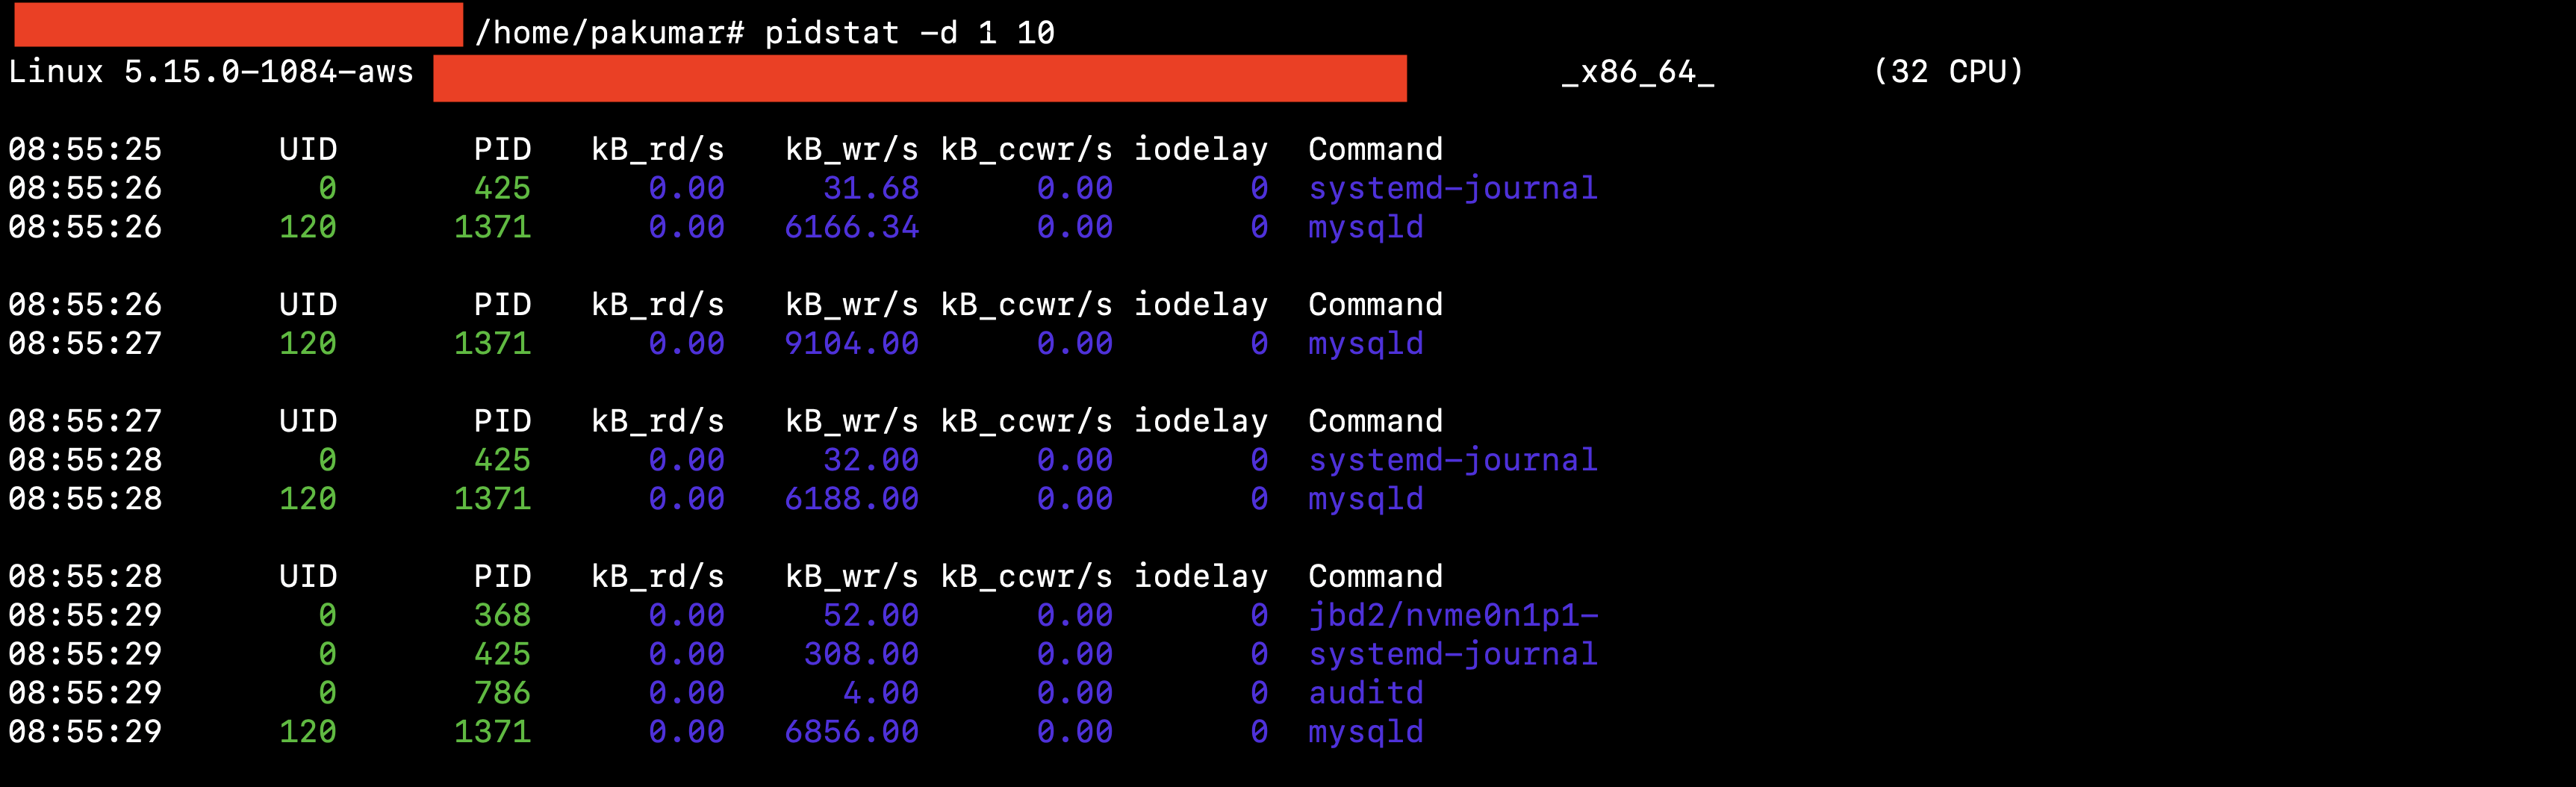 /home/pakumar# pidstat -d 1 10
Linux 5.15.0-1084-aws _x86_64_ (32 CPU)
08:55:25 UID PID kB_rd/s kB_wr/s kB_ccwr/s iodelay Command
08:55:26 0 425 0.00 31.68 0.00 0 systemd-journal
08:55:26 120 1371 0.00 6166.34 0.00 0 mysqld
08:55:26 UID PID kB_rd/s kB_wr/s kB_ccwr/s iodelay Command
08:55:27 120 1371 0.00 9104.00 0.00 0 mysqld
08:55:27 UID PID kB_rd/s kB_wr/s kB_ccwr/s iodelay Command
08:55:28 0 425 0.00 32.00 0.00 0 systemd-journal
08:55:28 120 1371 0.00 6188.00 0.00 0 mysqld
08:55:28 UID PID kB_rd/s kB_wr/s kB_ccwr/s iodelay Command
08:55:29 0 368 0.00 52.00 0.00 0 jbd2/nvme0n1p1-
08:55:29 0 425 0.00 308.00 0.00 0 systemd-journal
08:55:29 0 786 0.00 4.00 0.00 0 auditd
08:55:29 120 1371 0.00 6856.00 0.00 0 mysqld